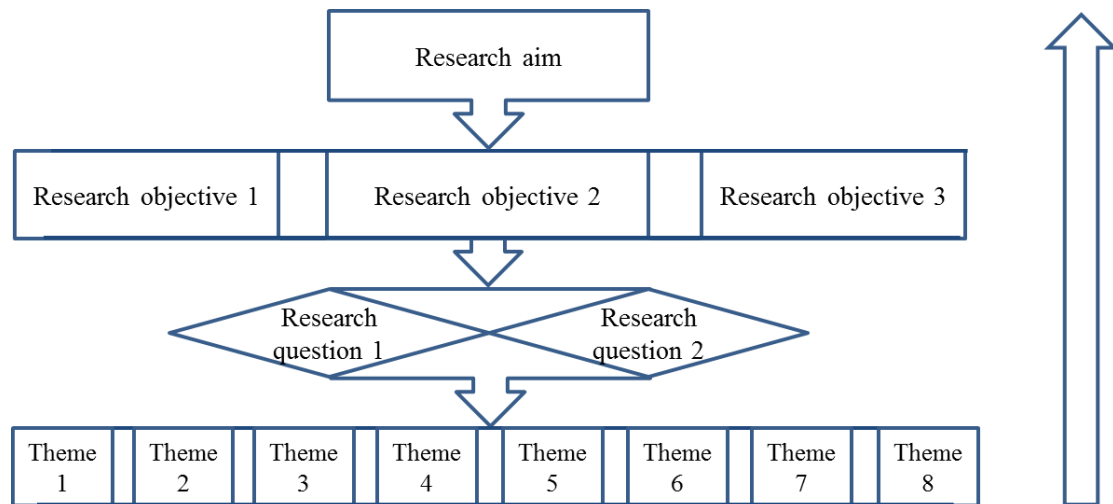 Research aim
Research objective 1
Research objective 2
Research objective 3
Research
question 1
Research
question 2
Theme
1
Theme
2
Theme
3
Theme
4
Theme
5
Theme
6
Theme
7
Theme
8